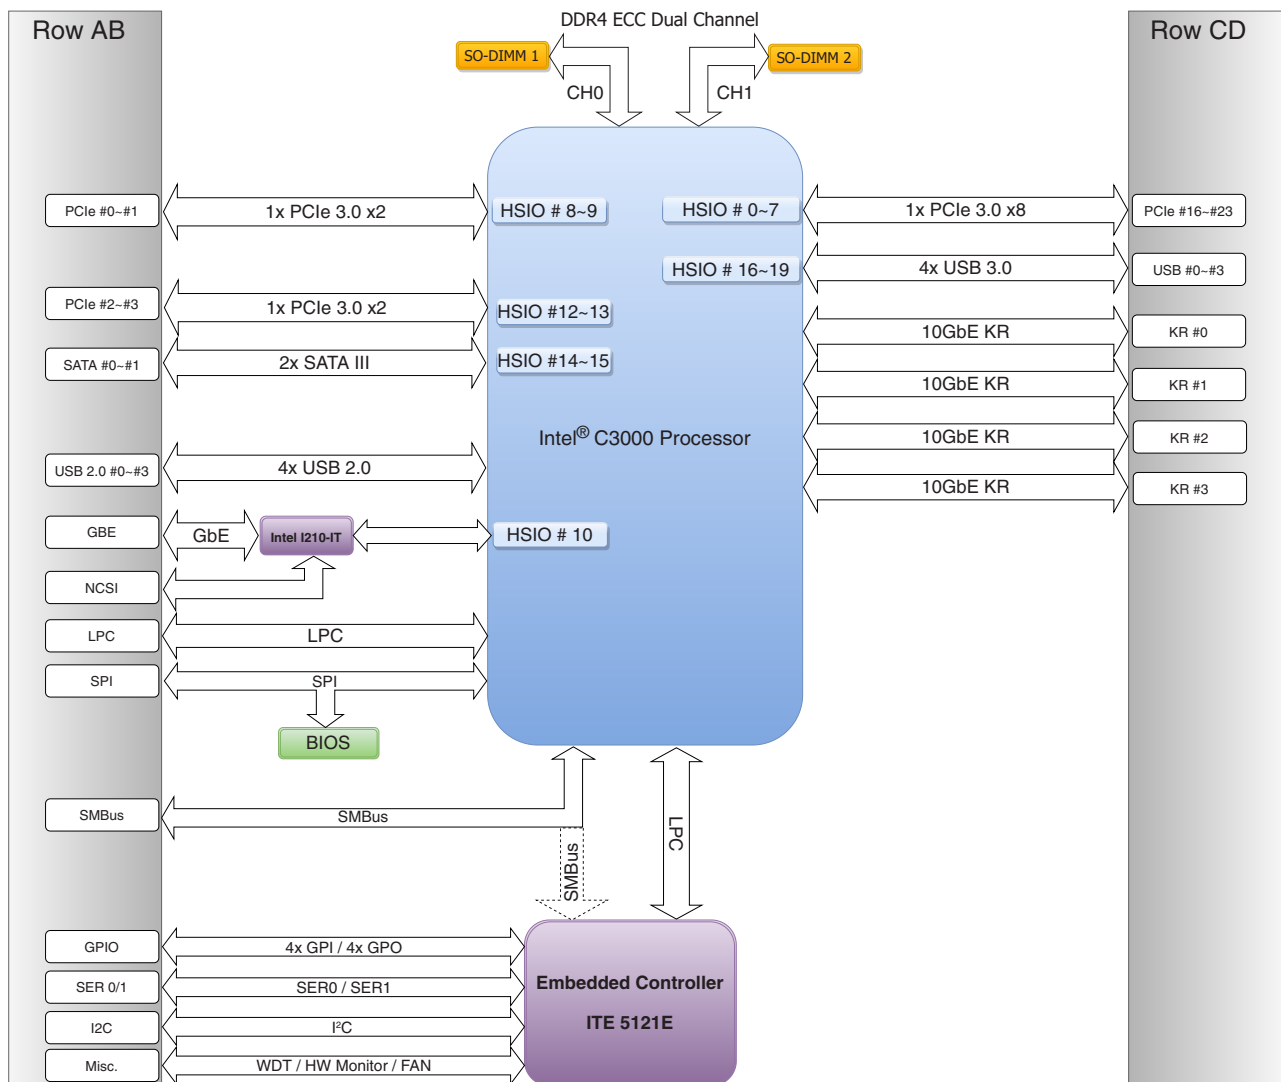 Row AB
DDR4 ECC Dual Channel
Row CD
SO-DIMM 1
SO-DIMM 2
CH0
CH1
PCIe #0~#1
1x PCIe 3.0 x2
HSIO # 8~9
HSIO # 0~7
1x PCIe 3.0 x8
PCIe #16~#23
HSIO # 16~19
4x USB 3.0
USB #0~#3
PCIe #2~#3
1x PCIe 3.0 x2
HSIO #12~13
10GbE KR
KR #0
SATA #0~#1
2x SATA III
HSIO #14~15
10GbE KR
KR #1
Intel® C3000 Processor
10GbE KR
KR #2
USB 2.0 #0~#3
4x USB 2.0
10GbE KR
KR #3
GBE
GbE
Intel I210-IT
HSIO # 10
NCSI
LPC
LPC
SPI
SPI
BIOS
SMBus
SMBus
SMBus
LPC
GPIO
4x GPI / 4x GPO
Embedded Controller
ITE 5121E
SER 0/1
SER0 / SER1
I2C
I²C
Misc.
WDT / HW Monitor / FAN